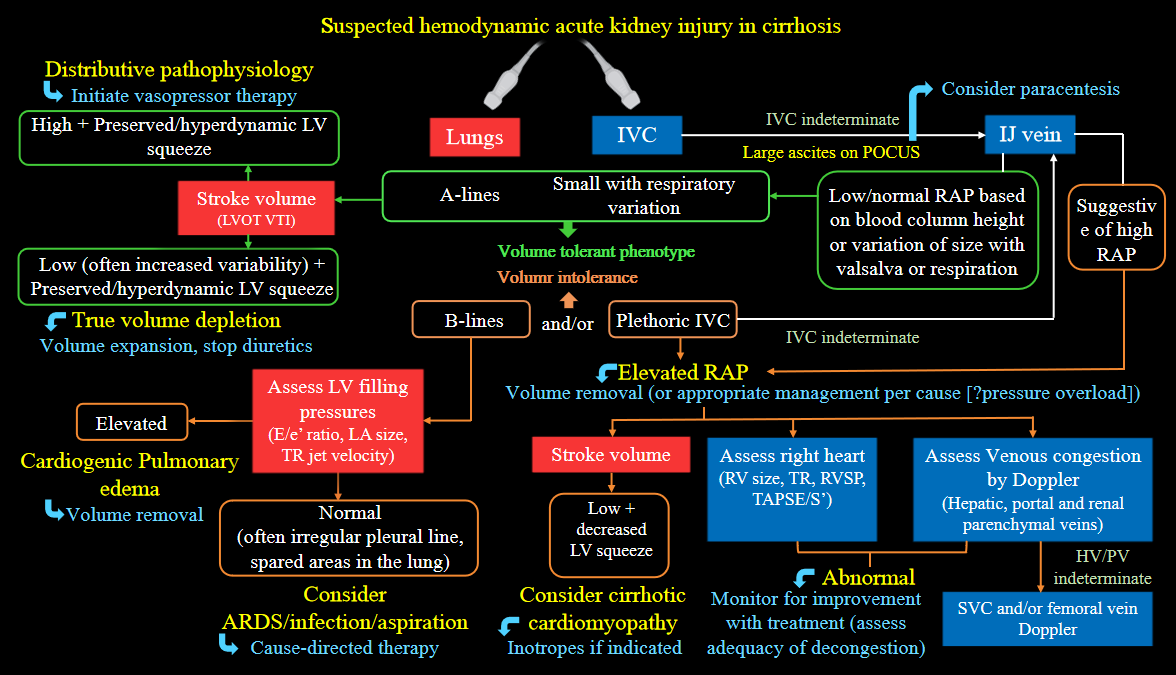 Suspected hemodynamic acute kidney injury in cirrhosis
Distributive pathophysiology
Initiate vasopressor therapy
High + Preserved/hyperdynamic LV
squeeze
Stroke volume
(LVOT VTI)
Low (often increased variability) +
Preserved/hyperdynamic LV squeeze
True volume depletion
Volume expansion, stop diuretics
Lungs
IVC
IVC indeterminate
Large ascites on POCUS
Consider paracentesis
IJ vein
A-lines
Small with respiratory
variation
Low/normal RAP based
on blood column height
or variation of size with
valsalva or respiration
Suggestiv
e of high
RAP
Volume tolerant phenotype
Volumr intolerance
B-lines
and/or
Plethoric IVC
IVC indeterminate
Elevated RAP
Volume removal (or appropriate management per cause [?pressure overload])
Assess LV filling
pressures
(E/e’ ratio, LA size,
TR jet velocity)
Elevated
Cardiogenic Pulmonary
edema
Volume removal
Normal
(often irregular pleural line,
spared areas in the lung)
Consider
ARDS/infection/aspiration
Cause-directed therapy
Stroke volume
Low +
decreased
LV squeeze
Consider cirrhotic
cardiomyopathy
Inotropes if indicated
Assess right heart
(RV size, TR, RVSP,
TAPSE/S’)
Assess Venous congestion
by Doppler
(Hepatic, portal and renal
parenchymal veins)
Abnormal
Monitor for improvement
with treatment (assess
adequacy of decongestion)
HV/PV
indeterminate
SVC and/or femoral vein
Doppler